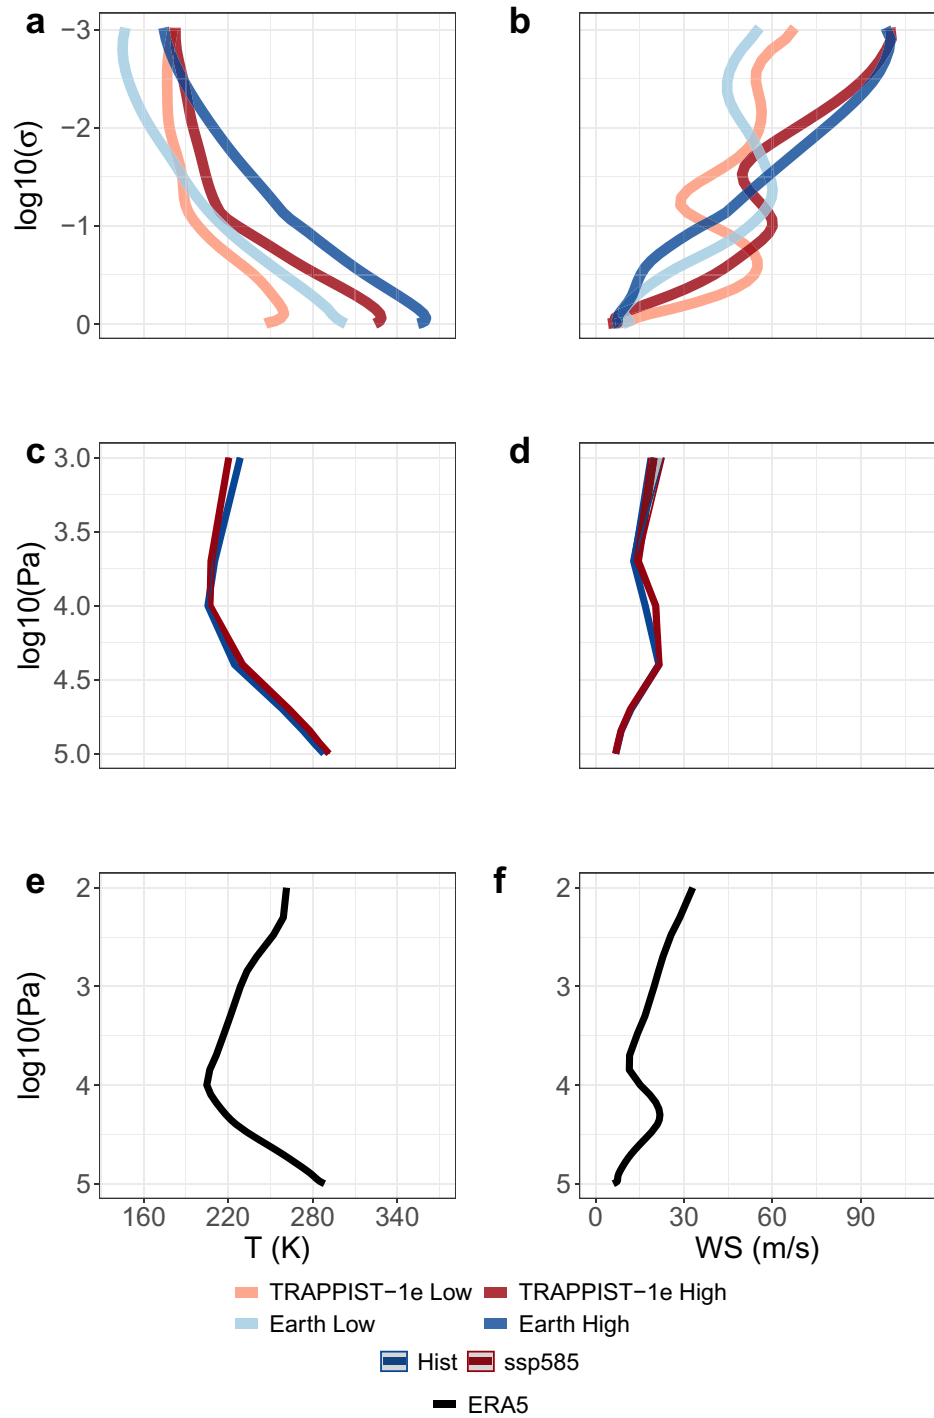 a
b
−3
−2
−1
0
log10(σ)
c
d
3.0
3.5
4.0
4.5
5.0
log10(Pa)
e
f
2
3
4
5
log10(Pa)
2
3
4
5
160 220 280 340
0 30 60 90
T (K)
WS (m/s)
TRAPPIST−1e Low TRAPPIST−1e High
Earth Low Earth High
Hist ssp585
ERA5